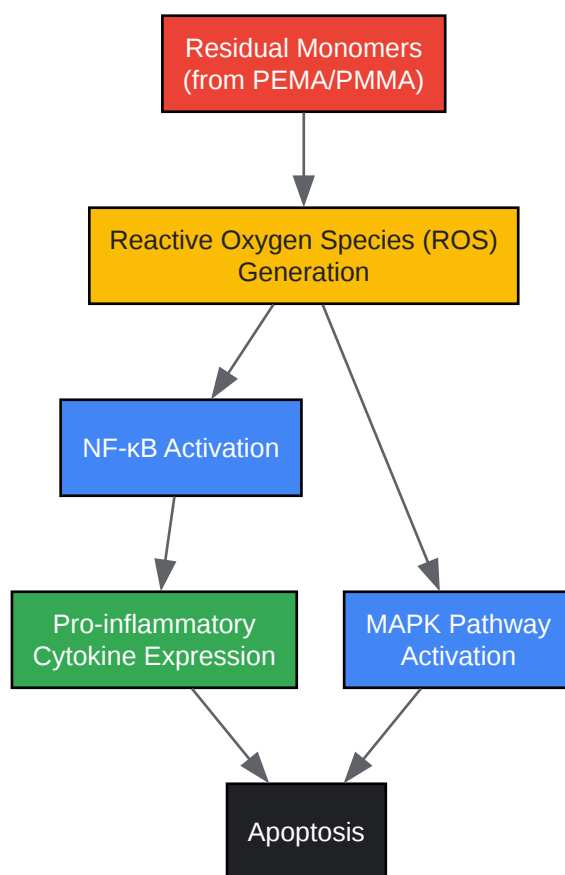 Residual Monomers
(from PEMA/PMMA)
Reactive Oxygen Species (ROS)
Generation
NF-κB Activation
Pro-inflammatory
Cytokine Expression
MAPK Pathway
Activation
Apoptosis